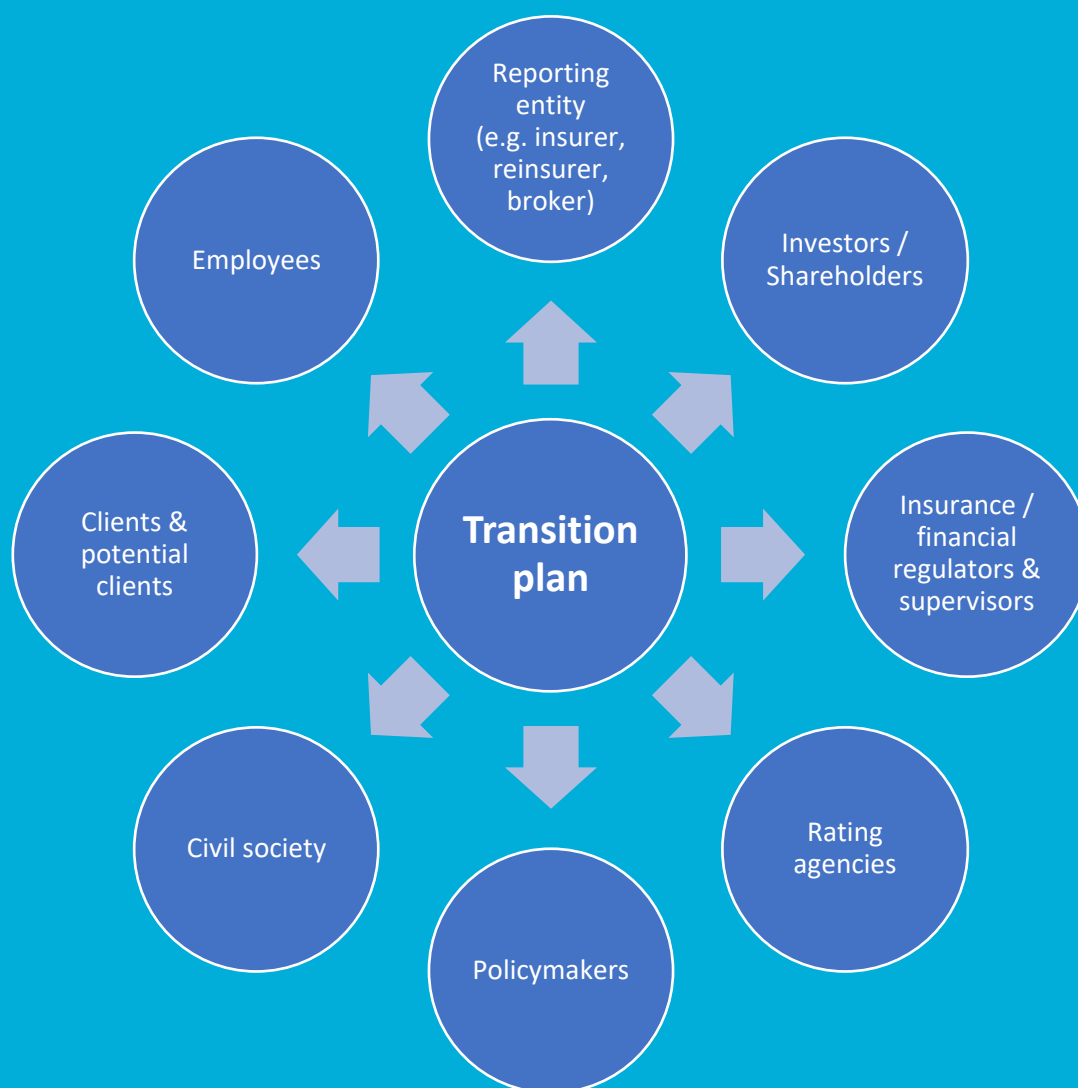 Reporting
entity
(e.g. insurer,
reinsurer,
broker)
Investors /
Shareholders
Insurance /
financial
regulators &
supervisors
Rating
agencies
Policymakers
Civil society
Clients &
potential
clients
Employees
Transition
plan